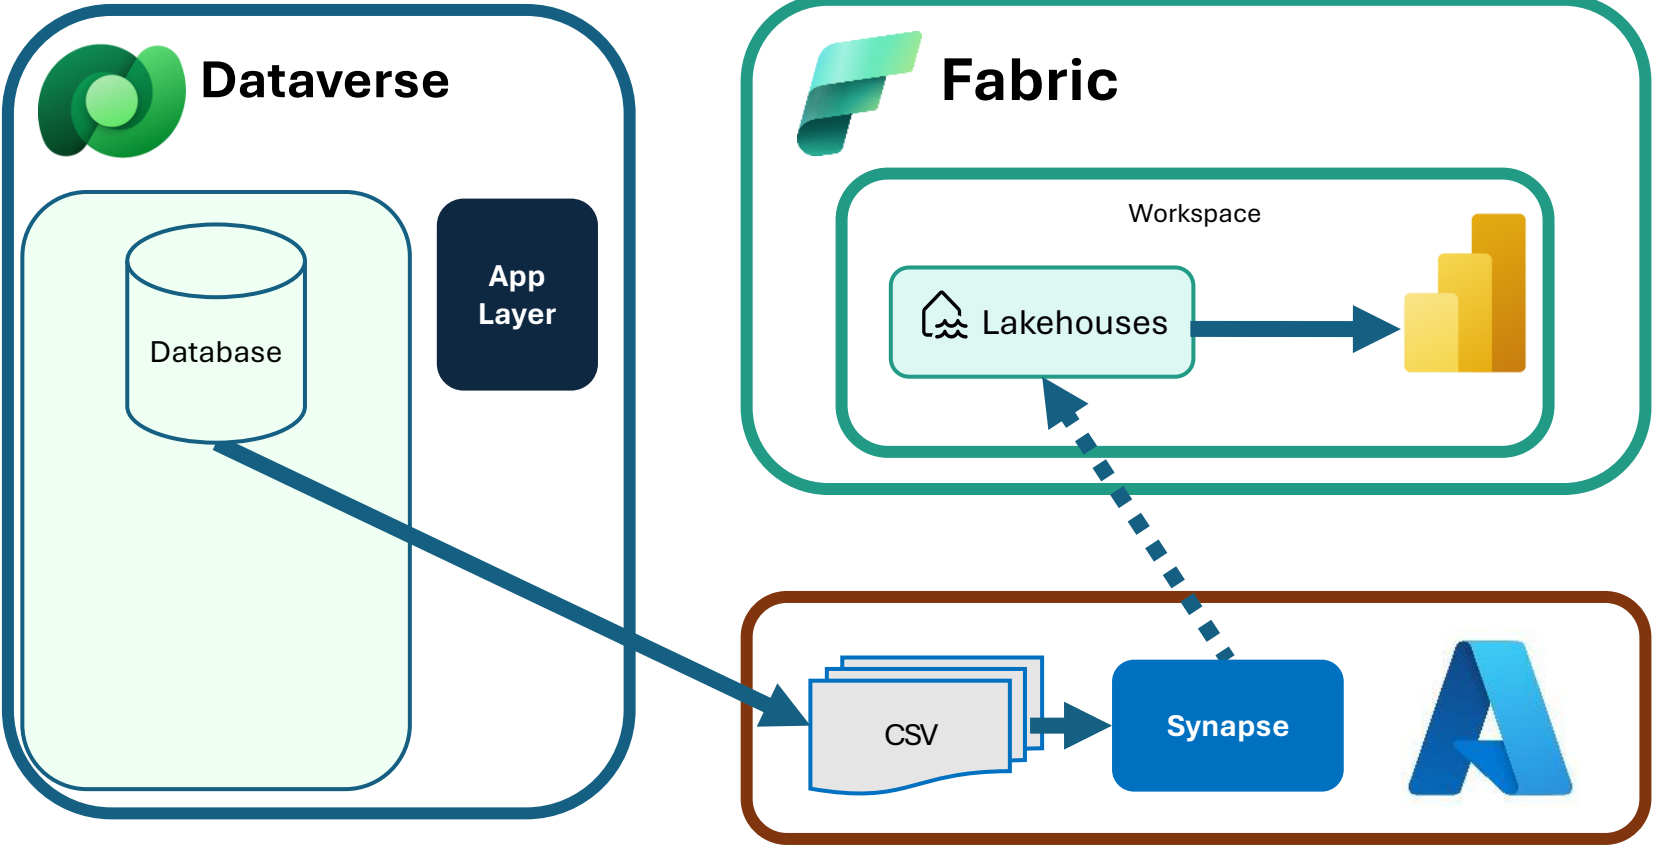 Dataverse
Database
App
Layer
Fabric
Workspace
Lakehouses
CSV
Synapse